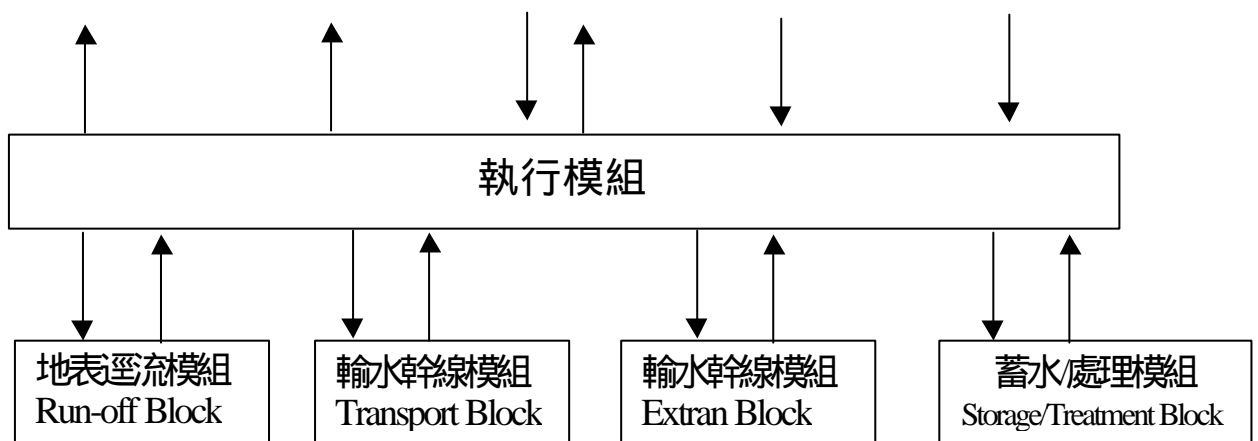 執行模組
地表逕流模組
Run-off Block
輸水幹線模組
Transport Block
輸水幹線模組
Extran Block
蓄水/處理模組
Storage/Treatment Block